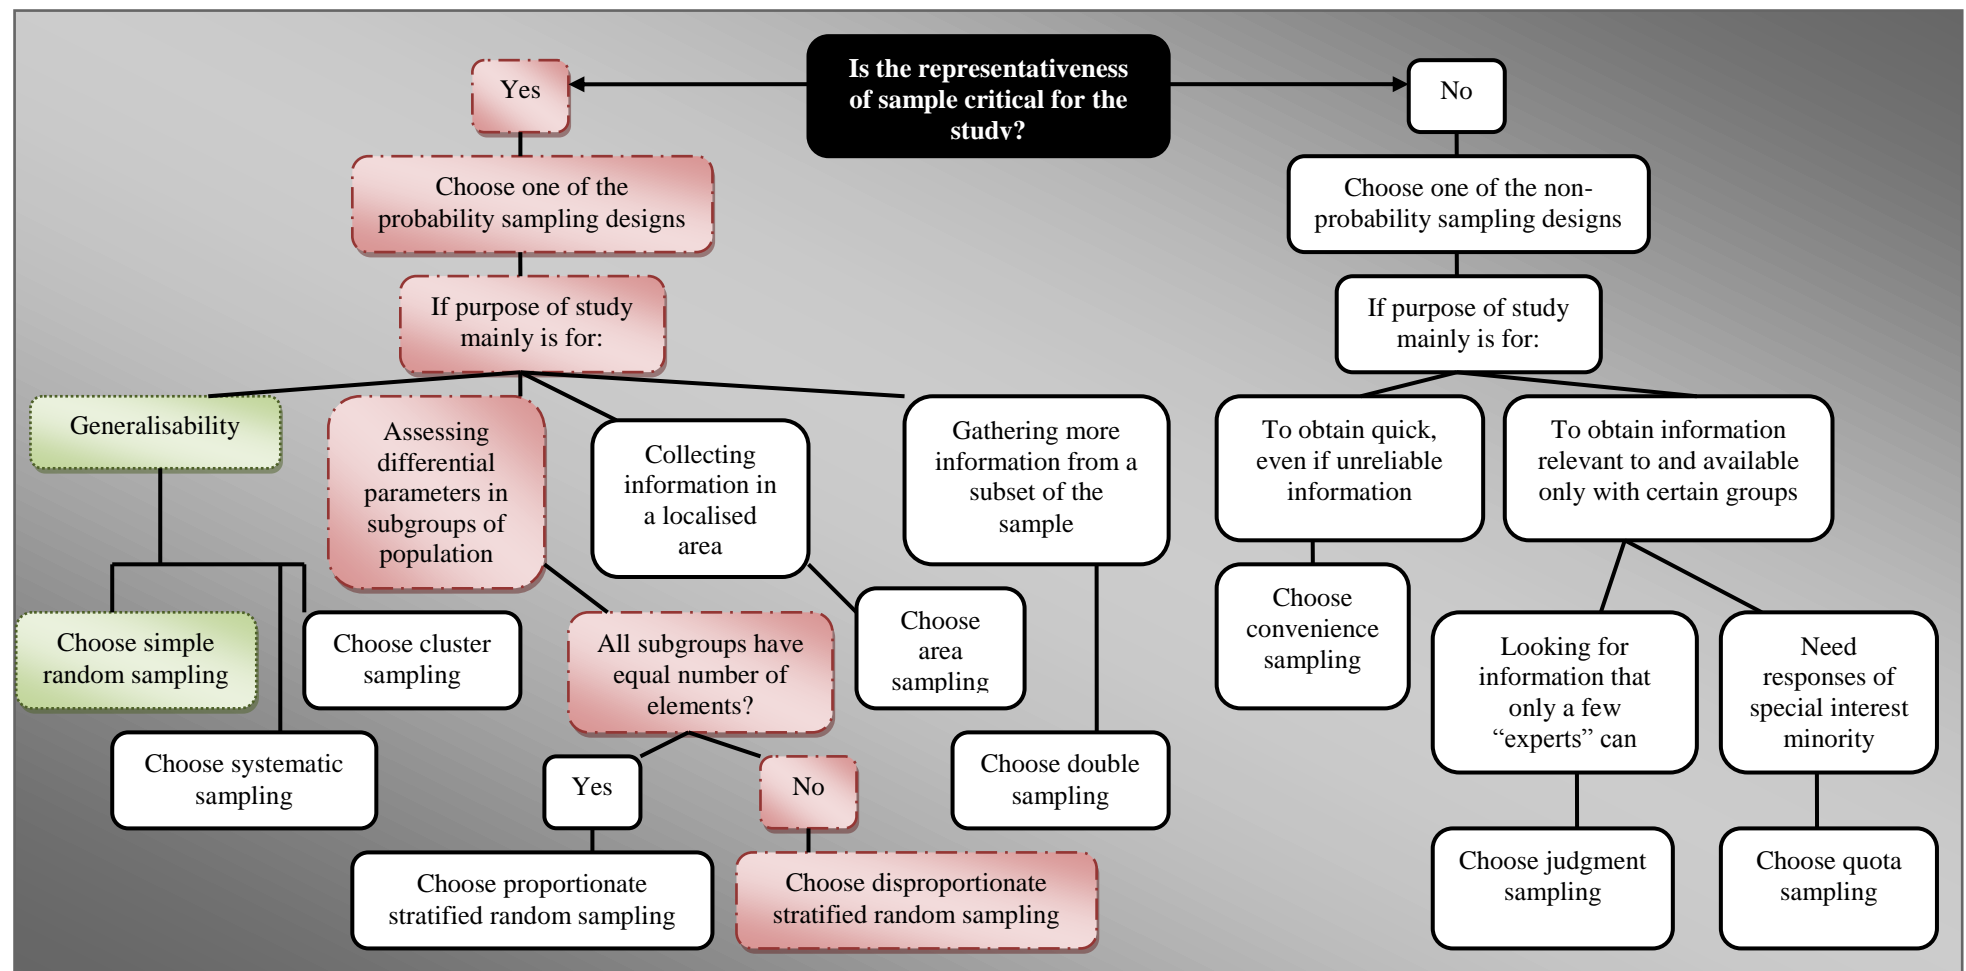 Is the representativeness
of sample critical for the
study?
Yes
No
Choose one of the
probability sampling designs
Choose one of the non-
probability sampling designs
If purpose of study
mainly is for:
If purpose of study
mainly is for:
Generalisability
Assessing
differential
parameters in
subgroups of
population
Collecting
information in
a localised
area
Gathering more
information from a
subset of the
sample
To obtain quick,
even if unreliable
information
To obtain information
relevant to and available
only with certain groups
Choose simple
random sampling
Choose cluster
sampling
All subgroups have
equal number of
elements?
Choose
area
sampling
Choose
convenience
sampling
Looking for
information that
only a few
“experts” can
Need
responses of
special interest
minority
Choose systematic
sampling
Yes
No
Choose double
sampling
Choose proportionate
stratified random sampling
Choose disproportionate
stratified random sampling
Choose judgment
sampling
Choose quota
sampling